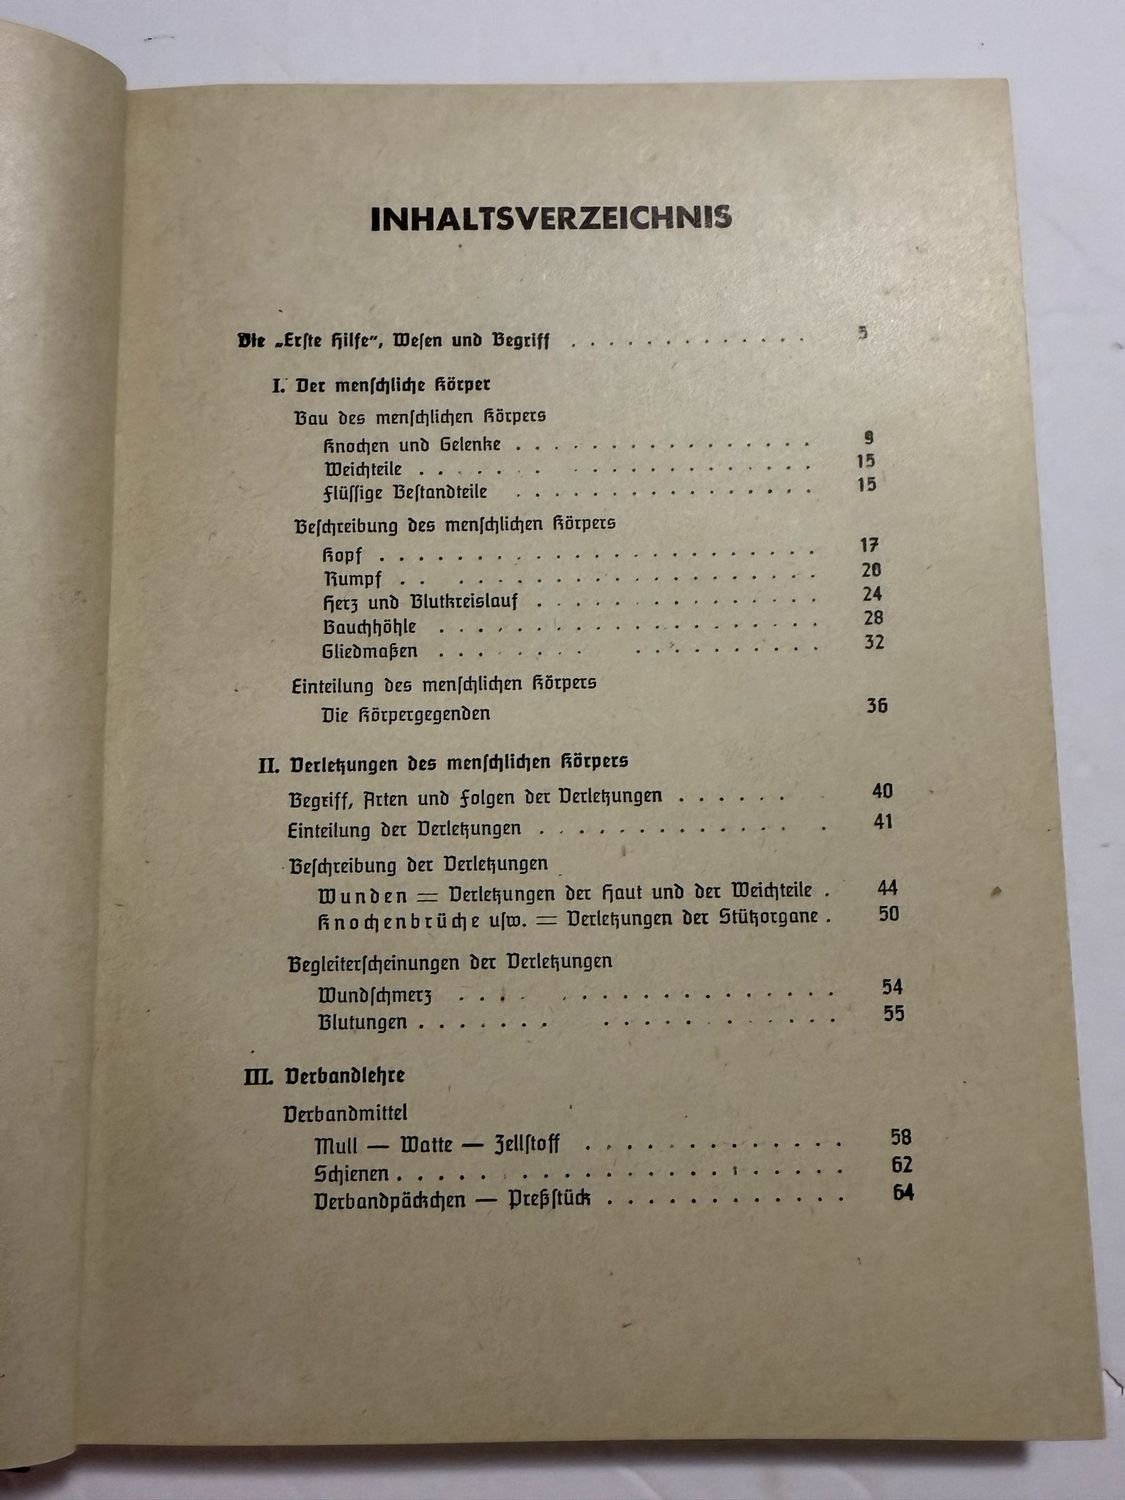 INHALTSVERZEICHNIS
Die „Erste Hilfe“, Wesen und Begriff . . . . . . . . . . . . . 5
I. Der menschliche Körper
Bau des menschlichen Körpers
Knochen und Gelenke . . . . . . . . . . . . . . . . 9
Weichteile . . . . . . . . . . . . . . . . . . . 15
Flüssige Bestandteile . . . . . . . . . . . . . . . . 15
Beschreibung des menschlichen Körpers
Kopf . . . . . . . . . . . . . . . . . . . . . . . 17
Rumpf . . . . . . . . . . . . . . . . . . . . . 20
Herz und Blutkreislauf . . . . . . . . . . . . . . 24
Bauchhöhle . . . . . . . . . . . . . . . . . . . . 28
Gliedmaßen . . . . . . . . . . . . . . . . . . 32
Einteilung des menschlichen Körpers
Die Körpergegenden 36
II. Verletzungen des menschlichen Körpers
Begriff, Arten und Folgen der Verletzungen . . . . . . 40
Einteilung der Verletzungen . . . . . . . . . . . . . . 41
Beschreibung der Verletzungen
Wunden = Verletzungen der Haut und der Weichteile . 44
Knochenbrüche usw. = Verletzungen der Stützorgane . 50
Begleiterscheinungen der Verletzungen
Wundschmerz . . . . . . . . . . . . . . . . . . 54
Blutungen . . . . . . . . . . . . . . . . . . . 55
III. Verbandlehre
Verbandmittel
Mull — Watte — Zellstoff . . . . . . . . . . . . . 58
Schienen . . . . . . . . . . . . . . . . . . . . . . 62
Verbandpäckchen — Preßstück . . . . . . . . . . . . 64